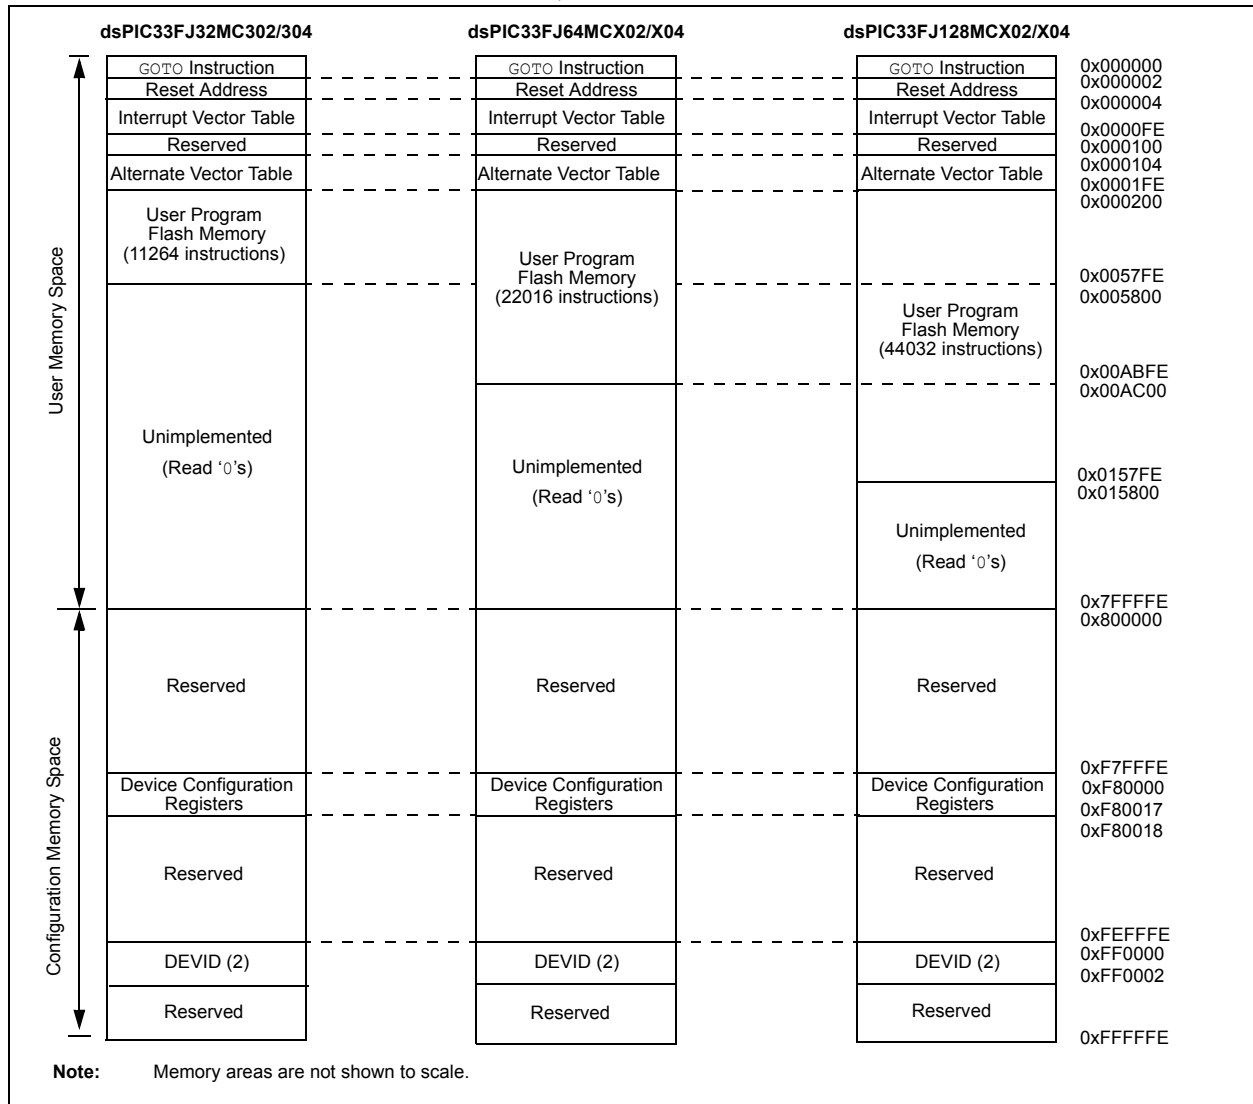 dsPIC33FJ32MC302/304 dsPIC33FJ64MCX02/X04 dsPIC33FJ128MCX02/X04
GOTO Instruction GOTO Instruction GOTO Instruction 0x000000
Reset Address Reset Address Reset Address 0x000002
0x000004
Interrupt Vector Table Interrupt Vector Table Interrupt Vector Table
0x0000FE
Reserved Reserved Reserved 0x000100
0x000104
Alternate Vector Table Alternate Vector Table Alternate Vector Table
0x0001FE
0x000200
User Program
Flash Memory
(11264 instructions)
User Program
Flash Memory
(22016 instructions)
0x0057FE
0x005800
User Program
Flash Memory
(44032 instructions)
User Memory Space
0x00ABFE
0x00AC00
Unimplemented
(Read ‘0’s)
Unimplemented
(Read ‘0’s)
0x0157FE
0x015800
Unimplemented
(Read ‘0’s)
0x7FFFFE
0x800000
Reserved Reserved Reserved
Configuration Memory Space
0xF7FFFE
Device Configuration Device Configuration Device Configuration 0xF80000
Registers Registers Registers
0xF80017
0xF80018
Reserved Reserved Reserved
0xFEFFFE
0xFF0000
DEVID (2) DEVID (2) DEVID (2)
0xFF0002
Reserved Reserved Reserved
0xFFFFFE
Note: Memory areas are not shown to scale.